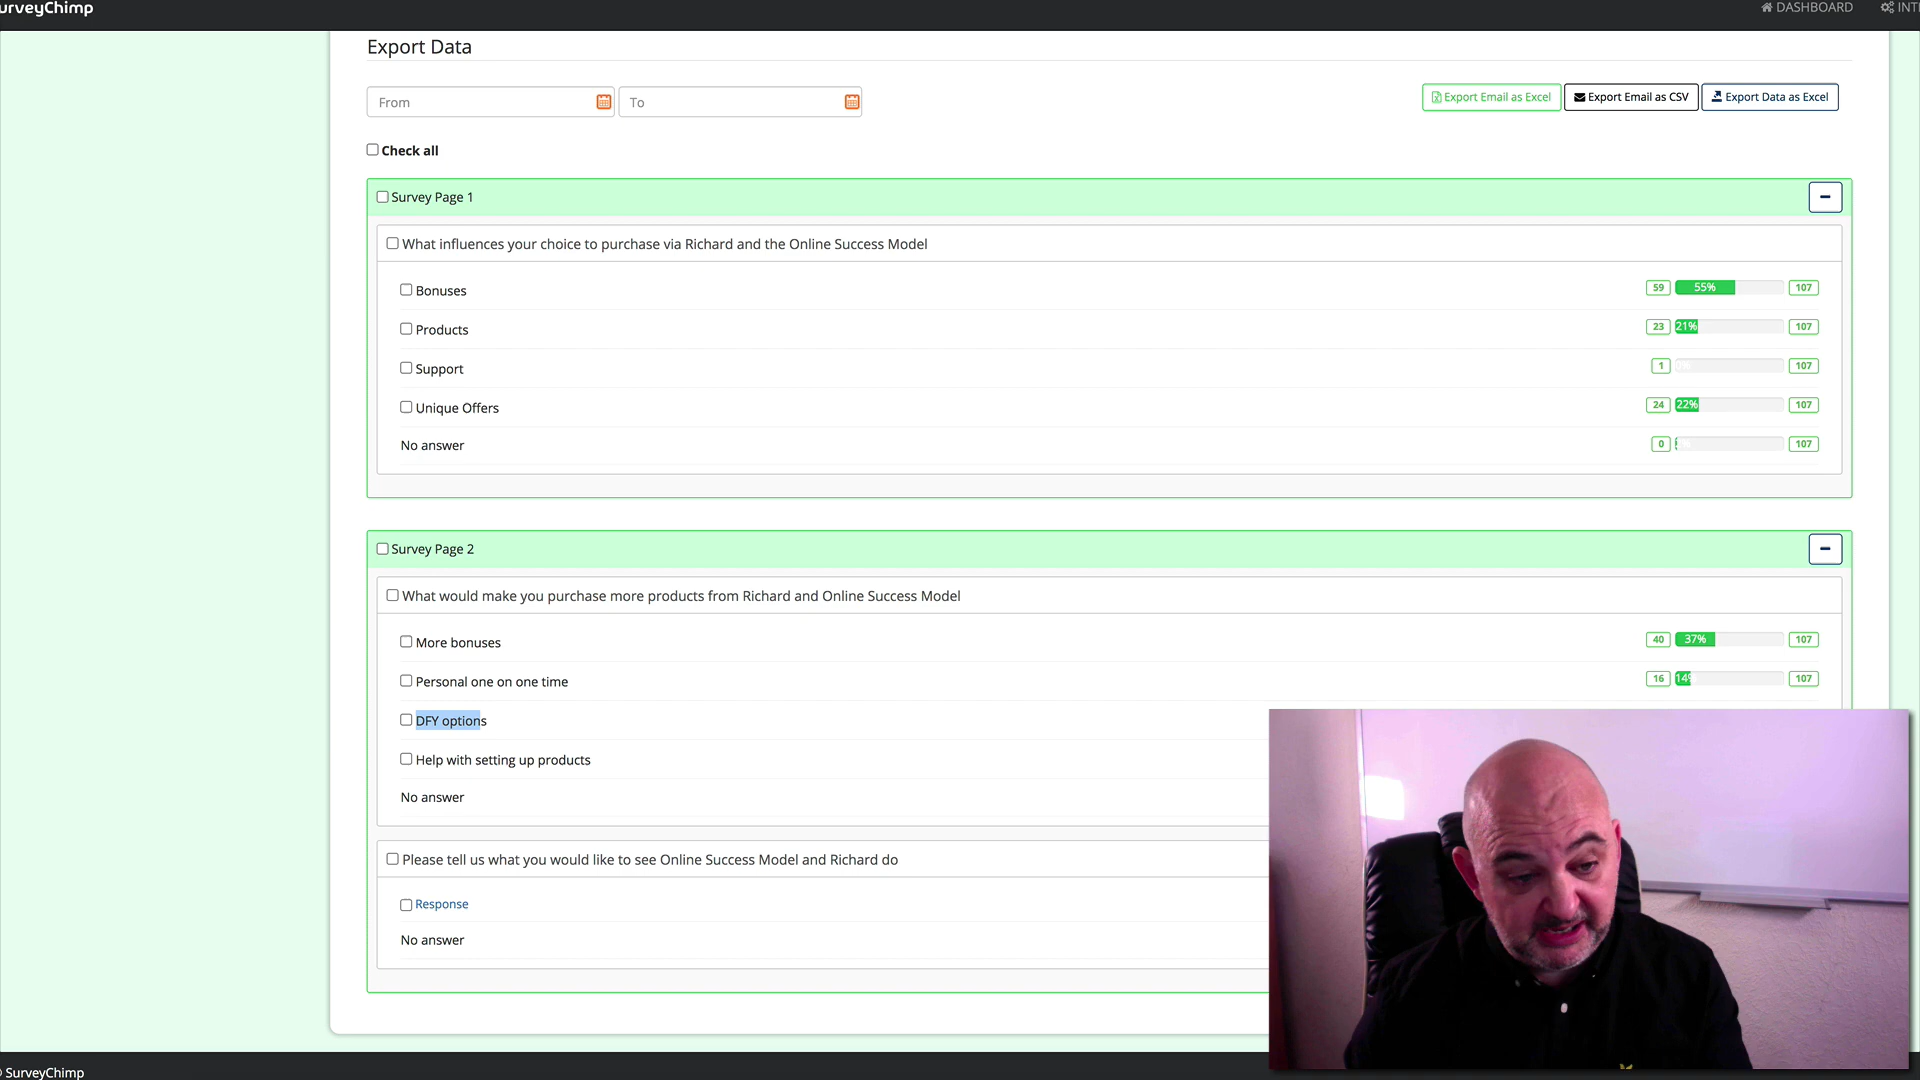 urveyChimp
DASHBOARD
INT
Export Data
From
To
Export Email as Excel
Export Email as CSV
Export Data as Excel
Check all
Survey Page 1
What influences your choice to purchase via Richard and the Online Success Model
Bonuses 59 55% 107
Products 23 21% 107
Support 1 107
Unique Offers 24 22% 107
No answer 0 107
Survey Page 2
What would make you purchase more products from Richard and Online Success Model
More bonuses 40 37% 107
Personal one on one time 16 14% 107
DFY options
Help with setting up products
No answer
Please tell us what you would like to see Online Success Model and Richard do
Response
No answer
SurveyChimp